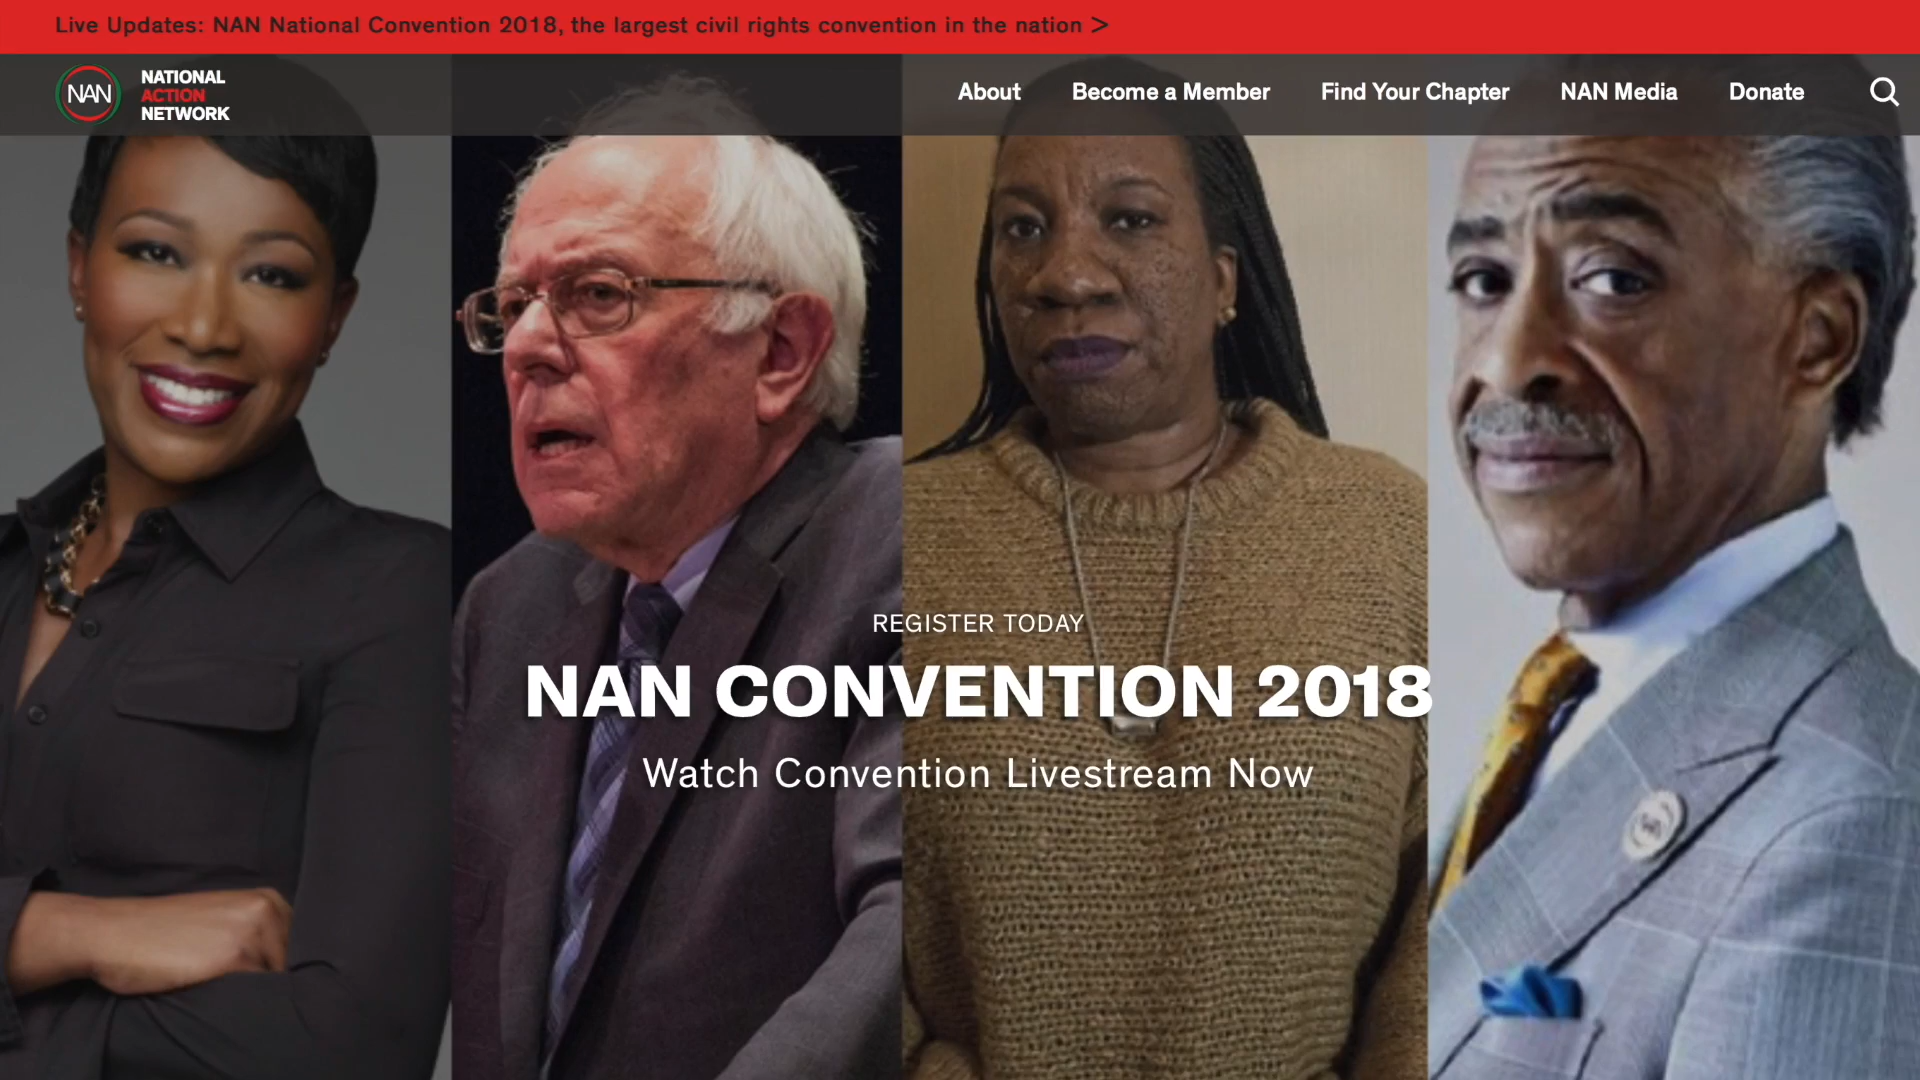 Live Updates: NAN National Convention 2018, the largest civil rights convention in the nation >
NAN
NATIONAL
ACTION
NETWORK
About
Become a Member
Find Your Chapter
NAN Media
Donate
REGISTER TODAY
NAN CONVENTION 2018
Watch Convention Livestream Now
NAN